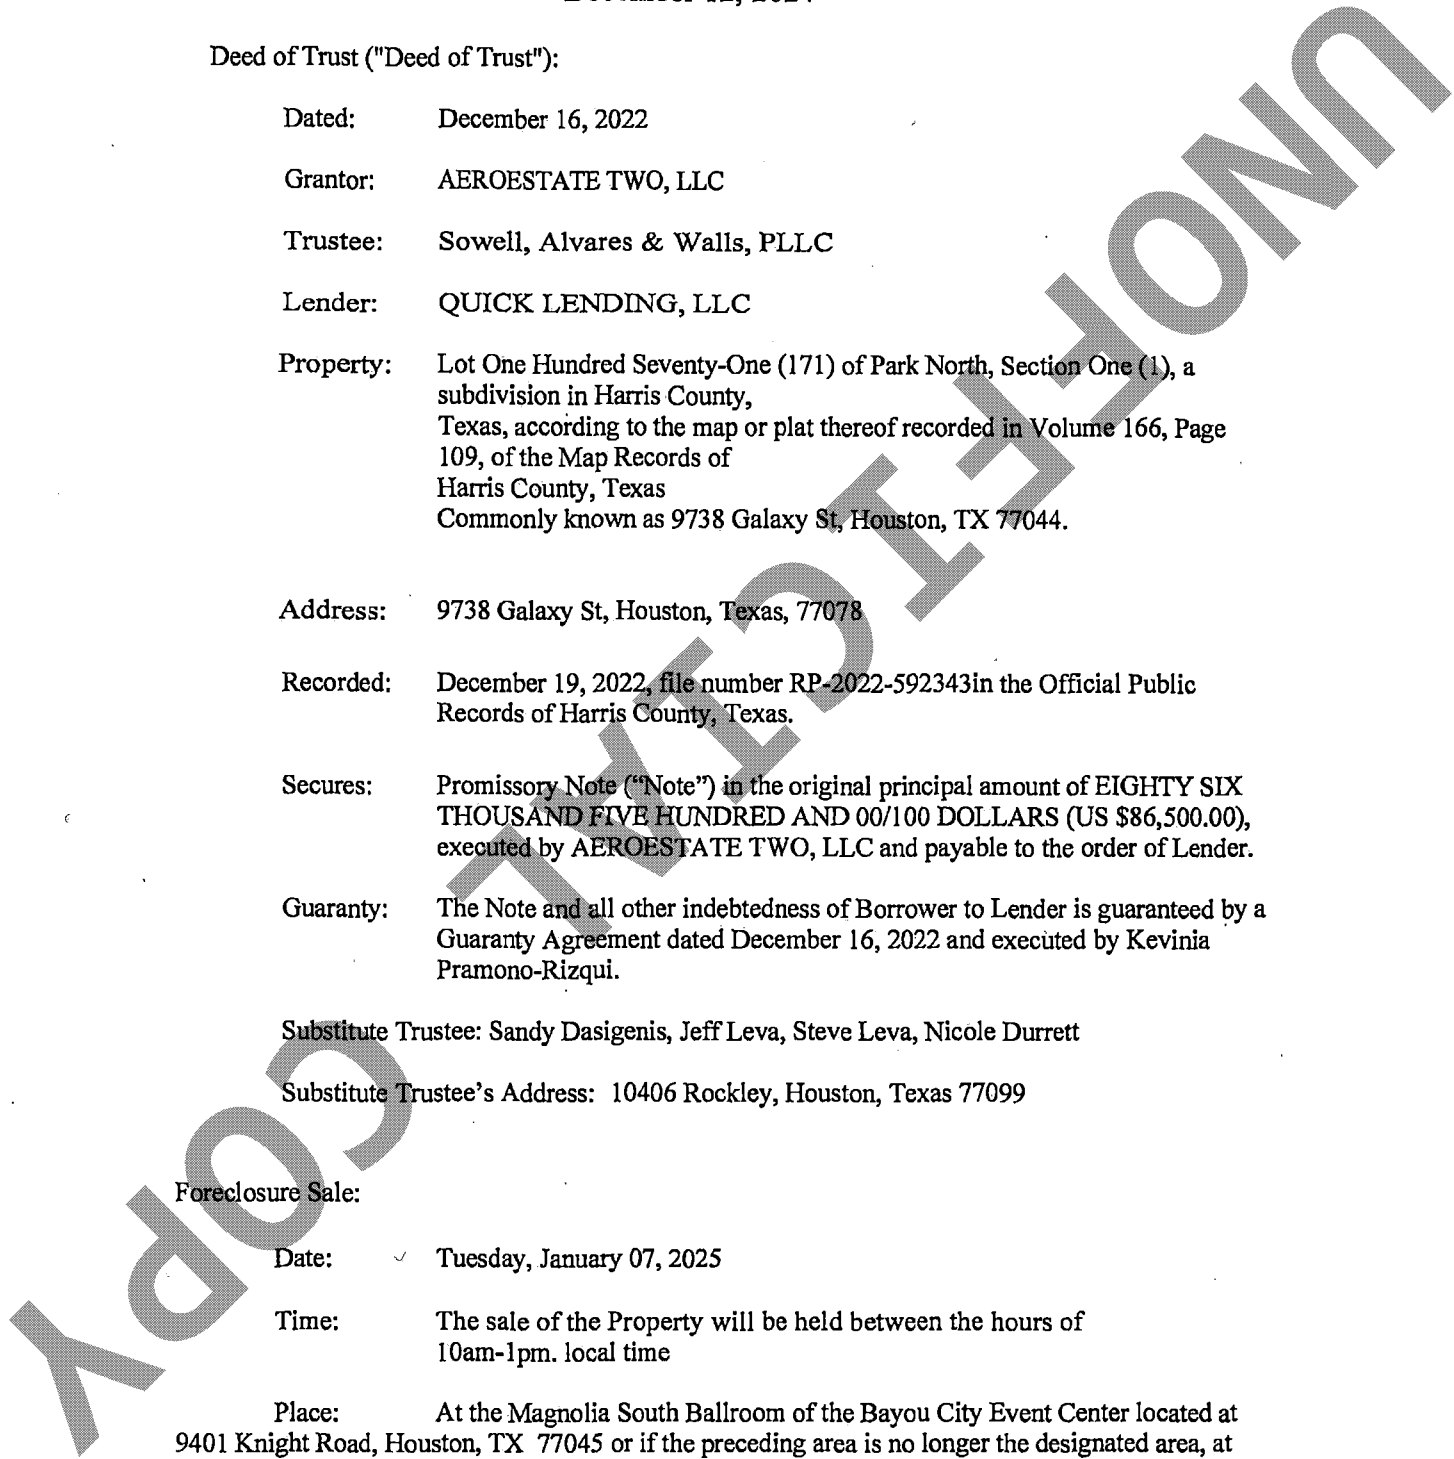 Deed of Trust ("Deed of Trust"):
Dated: December 16, 2022
Grantor: AEROESTATE TWO, LLC
Trustee: Sowell, Alvares & Walls, PLLC
Lender: QUICK LENDING, LLC
Property: Lot One Hundred Seventy-One (171) of Park North, Section One (1), a
subdivision in Harris County,
Texas, according to the map or plat thereof recorded in Volume 166, Page
109, of the Map Records of
Harris County, Texas
Commonly known as 9738 Galaxy St, Houston, TX 77044.
Address: 9738 Galaxy St, Houston, Texas, 77078
Recorded: December 19, 2022, file number RP-2022-592343in the Official Public
Records of Harris County, Texas.
Secures: Promissory Note (“Note”) in the original principal amount of EIGHTY SIX
THOUSAND FIVE HUNDRED AND 00/100 DOLLARS (US $86,500.00),
executed by AEROESTATE TWO, LLC and payable to the order of Lender.
Guaranty: The Note and all other indebtedness of Borrower to Lender is guaranteed by a
Guaranty Agreement dated December 16, 2022 and executed by Kevinia
Pramono-Rizqui.
Substitute Trustee: Sandy Dasigenis, Jeff Leva, Steve Leva, Nicole Durrett
Substitute Trustee’s Address: 10406 Rockley, Houston, Texas 77099
Foreclosure Sale:
Date: Tuesday, January 07, 2025
Time: The sale of the Property will be held between the hours of
10am-1pm. local time
Place: At the Magnolia South Ballroom of the Bayou City Event Center located at
9401 Knight Road, Houston, TX 77045 or if the preceding area is no longer the designated area, at
UNOFFICIAL COPY